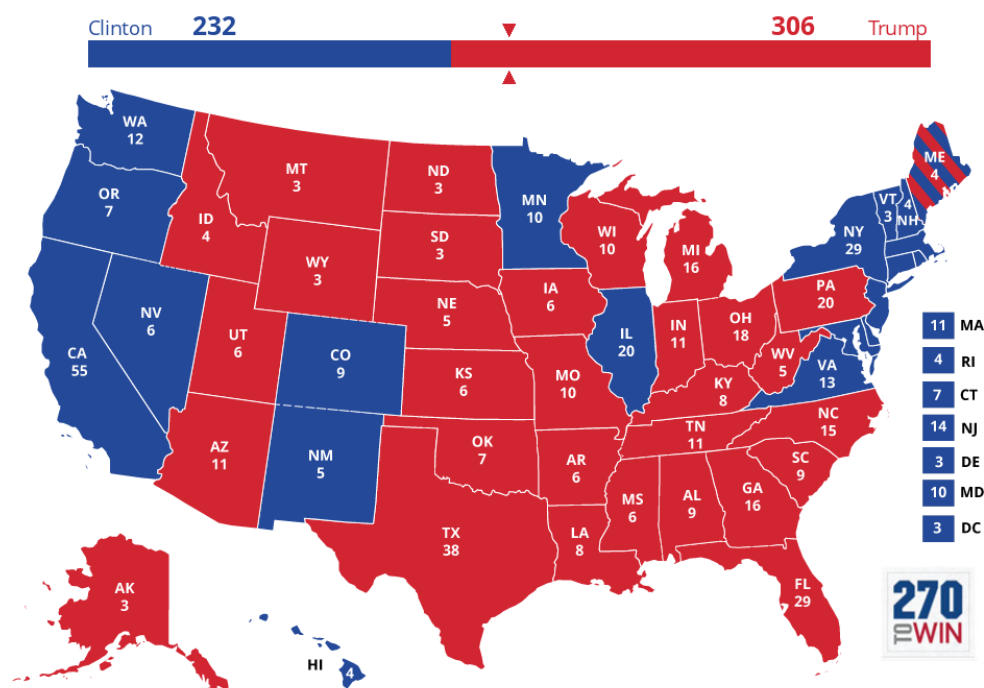 Clinton 232 306 Trump
WA
12
OR
7
CA
55
NV
6
ID
4
MT
3
WY
3
UT
6
AZ
11
CO
9
NM
5
ND
3
SD
3
NE
5
KS
6
OK
7
TX
38
MN
10
IA
6
MO
10
AR
6
LA
8
WI
10
IL
20
MI
16
IN
11
OH
18
KY
8
TN
11
MS
6
AL
9
GA
16
FL
29
SC
9
NC
15
VA
13
WV
5
PA
20
NY
29
VT
3
4
NH
ME
4
11 MA
4 RI
7 CT
14 NJ
3 DE
10 MD
3 DC
AK
3
HI
4
270
TO WIN